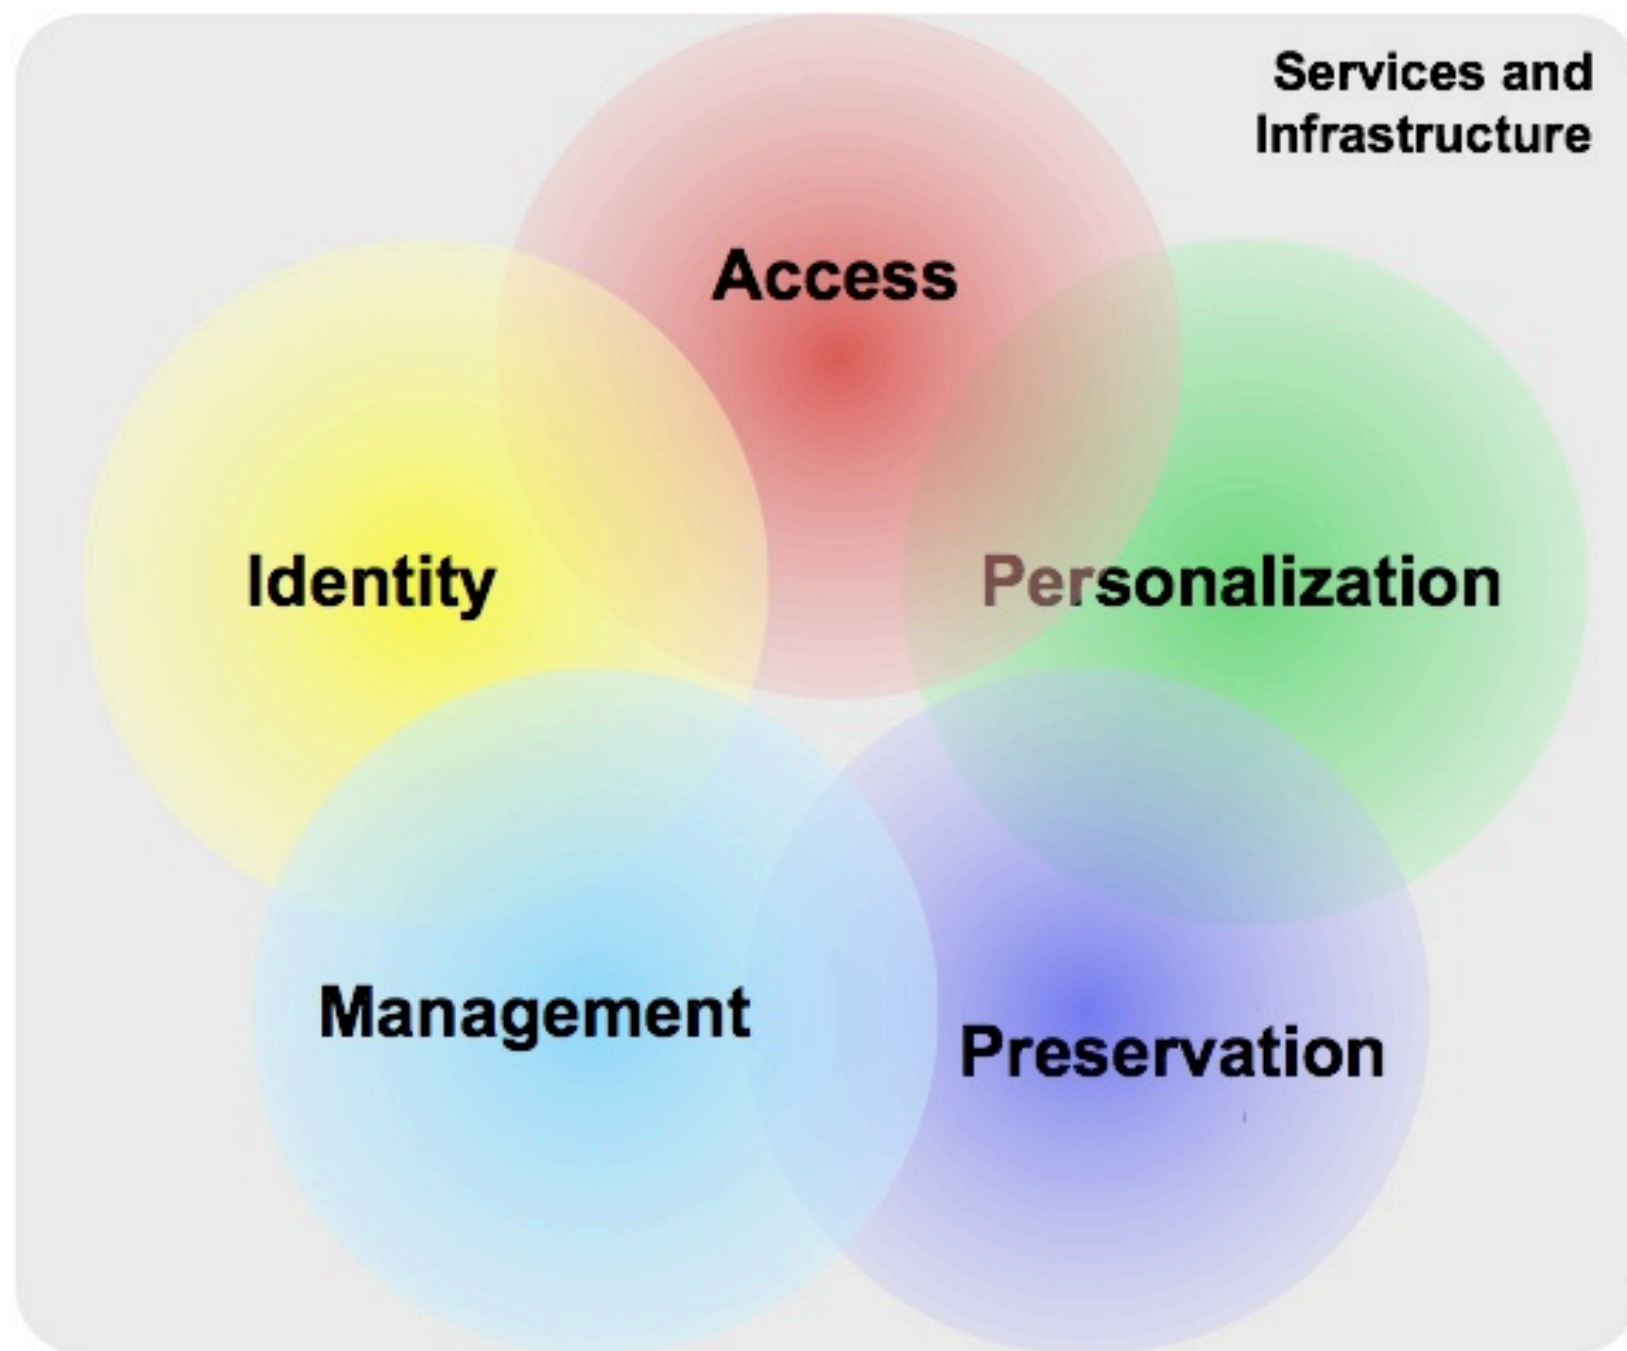 Services and
Infrastructure
Access
Identity
Personalization
Management
Preservation